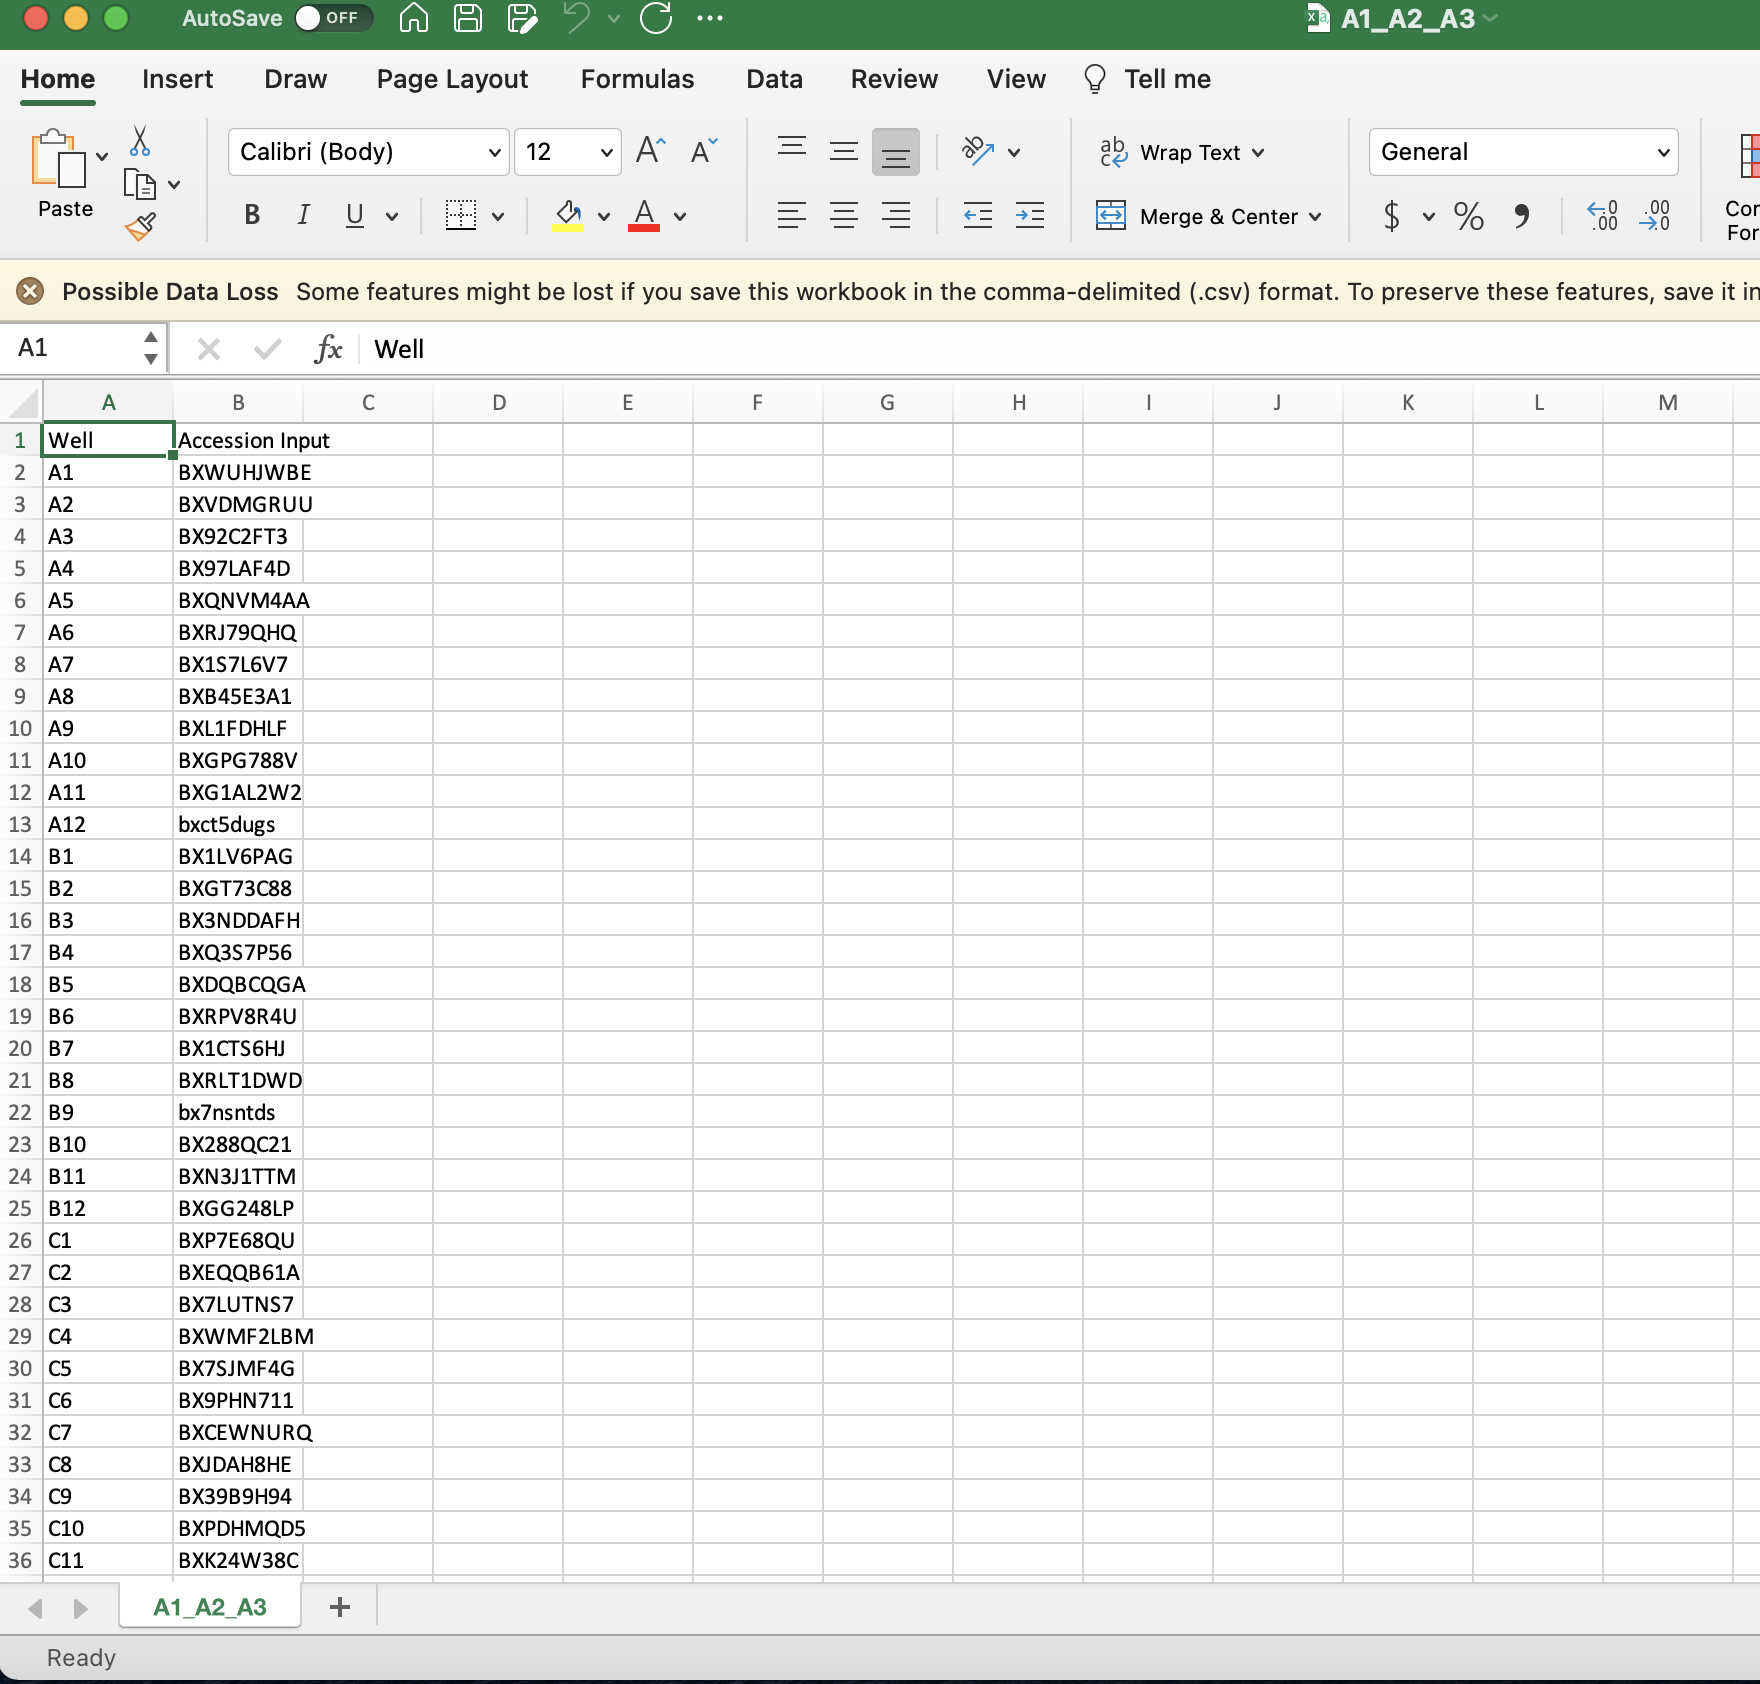 AutoSave OFF A1_A2_A3
Home Insert Draw Page Layout Formulas Data Review View Tell me
Calibri (Body) 12 A A ab Wrap Text General
Paste B I U A Merge & Center $ % , .0 .00 .00 .0
Possible Data Loss Some features might be lost if you save this workbook in the comma-delimited (.csv) format. To preserve these features, save it in
A1 fx Well
A B C D E F G H I J K L M
1 Well Accession Input
2 A1 BXWUHJWBE
3 A2 BXVDMGRUU
4 A3 BX92C2FT3
5 A4 BX97LAF4D
6 A5 BXQNVM4AA
7 A6 BXRJ79QHQ
8 A7 BX1S7L6V7
9 A8 BXB45E3A1
10 A9 BXL1FDHLF
11 A10 BXGPG788V
12 A11 BXG1AL2W2
13 A12 bxct5dugs
14 B1 BX1LV6PAG
15 B2 BXGT73C88
16 B3 BX3NDDAFH
17 B4 BXQ3S7P56
18 B5 BXDQBCQGA
19 B6 BXRPV8R4U
20 B7 BX1CTS6HJ
21 B8 BXRLT1DWD
22 B9 bx7nsntds
23 B10 BX288QC21
24 B11 BXN3J1TTM
25 B12 BXGG248LP
26 C1 BXP7E68QU
27 C2 BXEQQB61A
28 C3 BX7LUTNS7
29 C4 BXWMF2LBM
30 C5 BX7SJMF4G
31 C6 BX9PHN711
32 C7 BXCEWNURQ
33 C8 BXJDAH8HE
34 C9 BX39B9H94
35 C10 BXPDHMQD5
36 C11 BXK24W38C
A1_A2_A3 +
Ready